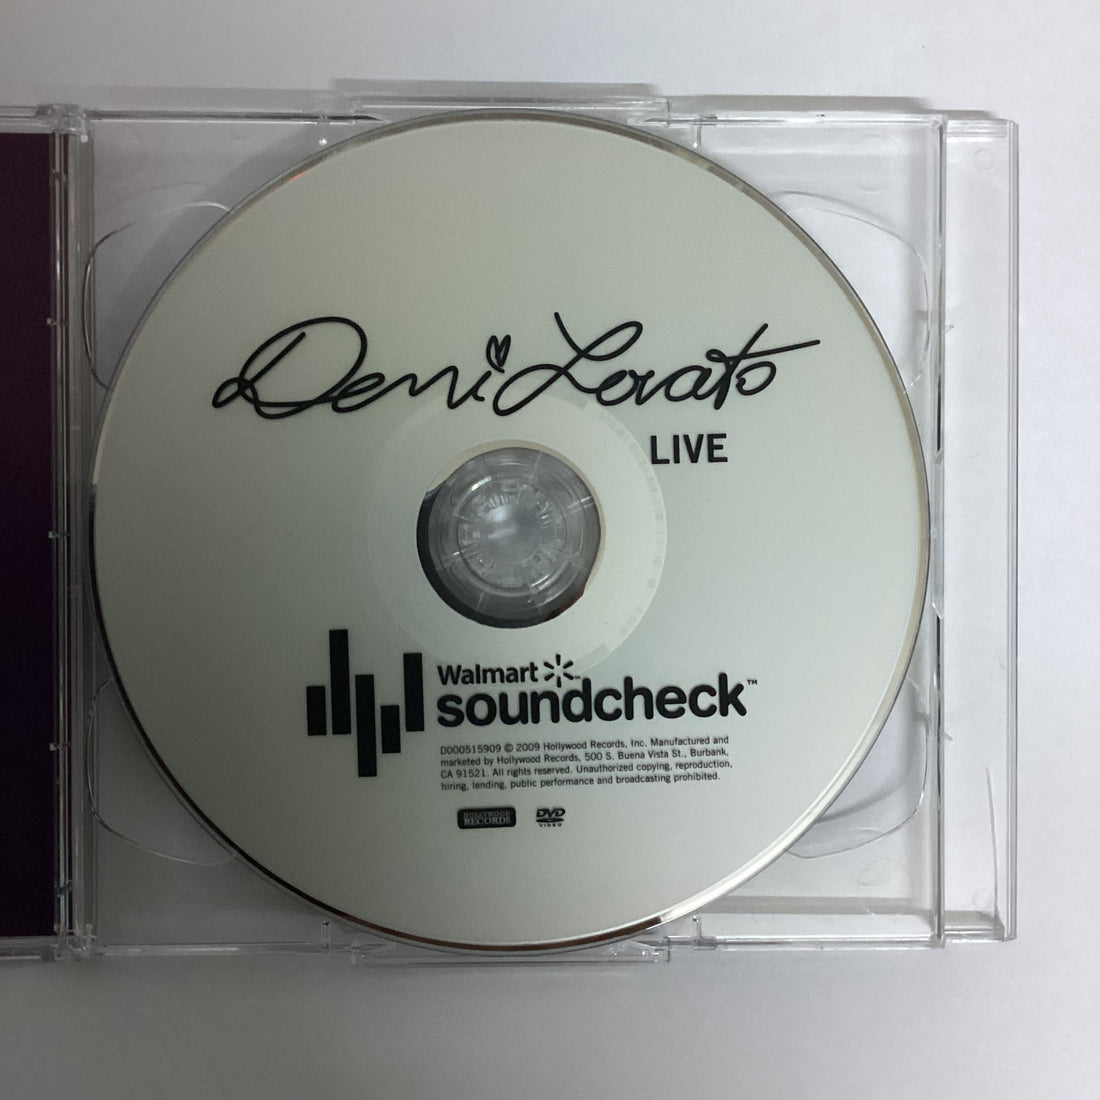 Demi Lovato
LIVE
Walmart
soundcheck™
D000515909 © 2009 Hollywood Records, Inc. Manufactured and
marketed by Hollywood Records, 500 S. Buena Vista St., Burbank,
CA 91521. All rights reserved. Unauthorized copying, reproduction,
hiring, lending, public performance and broadcasting prohibited.
HOLLYWOOD
RECORDS
DVD
VIDEO